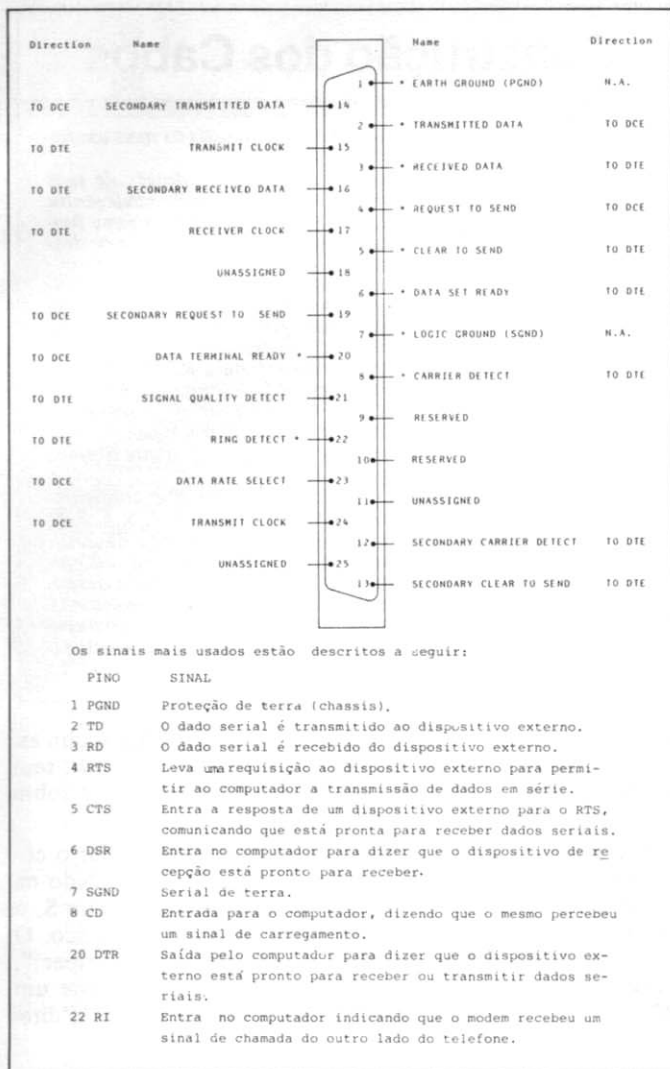 Direction Name Name Direction
1 * EARTH GROUND (PGND) N.A.
TO DCE SECONDARY TRANSMITTED DATA 14
2 * TRANSMITTED DATA TO DCE
TO DTE TRANSMIT CLOCK 15
3 * RECEIVED DATA TO DTE
TO DTE SECONDARY RECEIVED DATA 16
4 * REQUEST TO SEND TO DCE
TO DTE RECEIVER CLOCK 17
5 * CLEAR TO SEND TO DTE
UNASSIGNED 18
6 * DATA SET READY TO DTE
TO DCE SECONDARY REQUEST TO SEND 19
7 * LOGIC GROUND (SGND) N.A.
TO DCE DATA TERMINAL READY * 20
8 * CARRIER DETECT TO DTE
TO DTE SIGNAL QUALITY DETECT 21
9 RESERVED
TO DTE RING DETECT * 22
10 RESERVED
TO DCE DATA RATE SELECT 23
11 UNASSIGNED
TO DCE TRANSMIT CLOCK 24
12 SECONDARY CARRIER DETECT TO DTE
UNASSIGNED 25
13 SECONDARY CLEAR TO SEND TO DTE
Os sinais mais usados estão descritos a seguir:
PINO SINAL
1 PGND Proteção de terra (chassis),
2 TD O dado serial é transmitido ao dispositivo externo.
3 RD O dado serial é recebido do dispositivo externo.
4 RTS Leva uma requisição ao dispositivo externo para permi-
tir ao computador a transmissão de dados em série.
5 CTS Entra a resposta de um dispositivo externo para o RTS,
comunicando que está pronta para receber dados seriais.
6 DSR Entra no computador para dizer que o dispositivo de re
cepção está pronto para receber.
7 SGND Serial de terra.
8 CD Entrada para o computador, dizendo que o mesmo percebeu
um sinal de carregamento.
20 DTR Saída pelo computador para dizer que o dispositivo ex-
terno está pronto para receber ou transmitir dados se-
riais.
22 RI Entra no computador indicando que o modem recebeu um
sinal de chamada do outro lado do telefone.